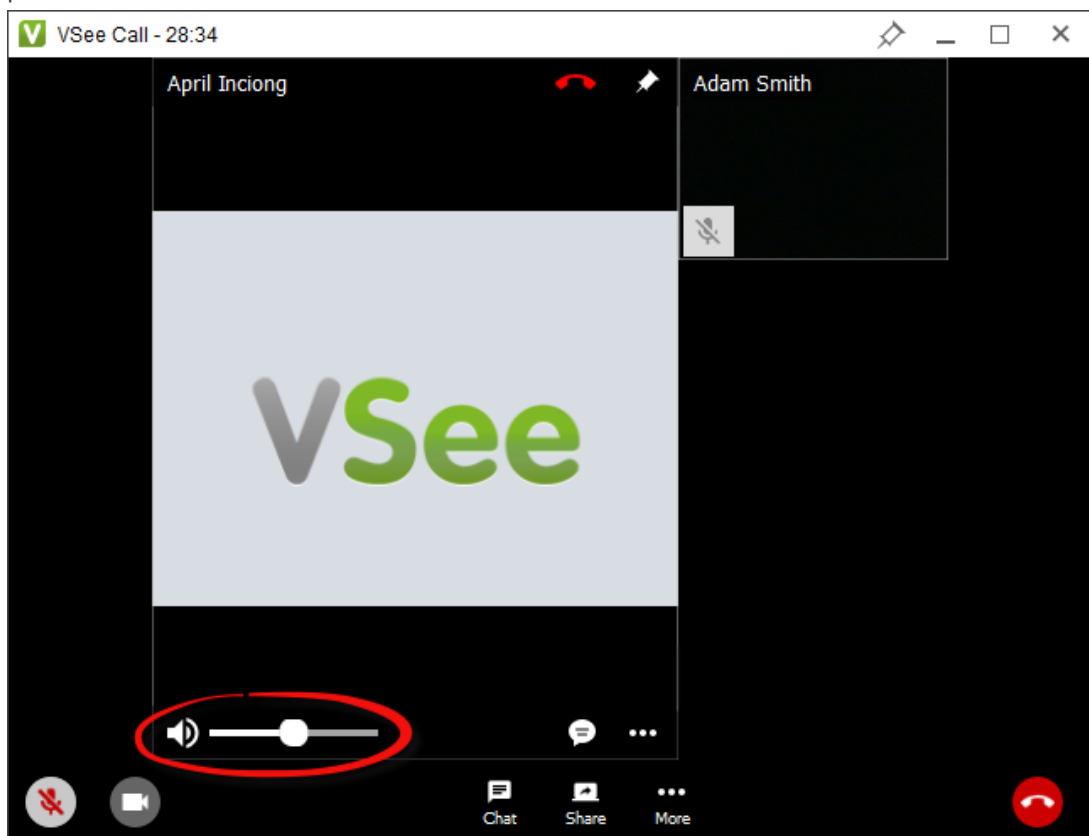 VSee Call - 28:34
April Inciong
Adam Smith
VSee
Chat Share More